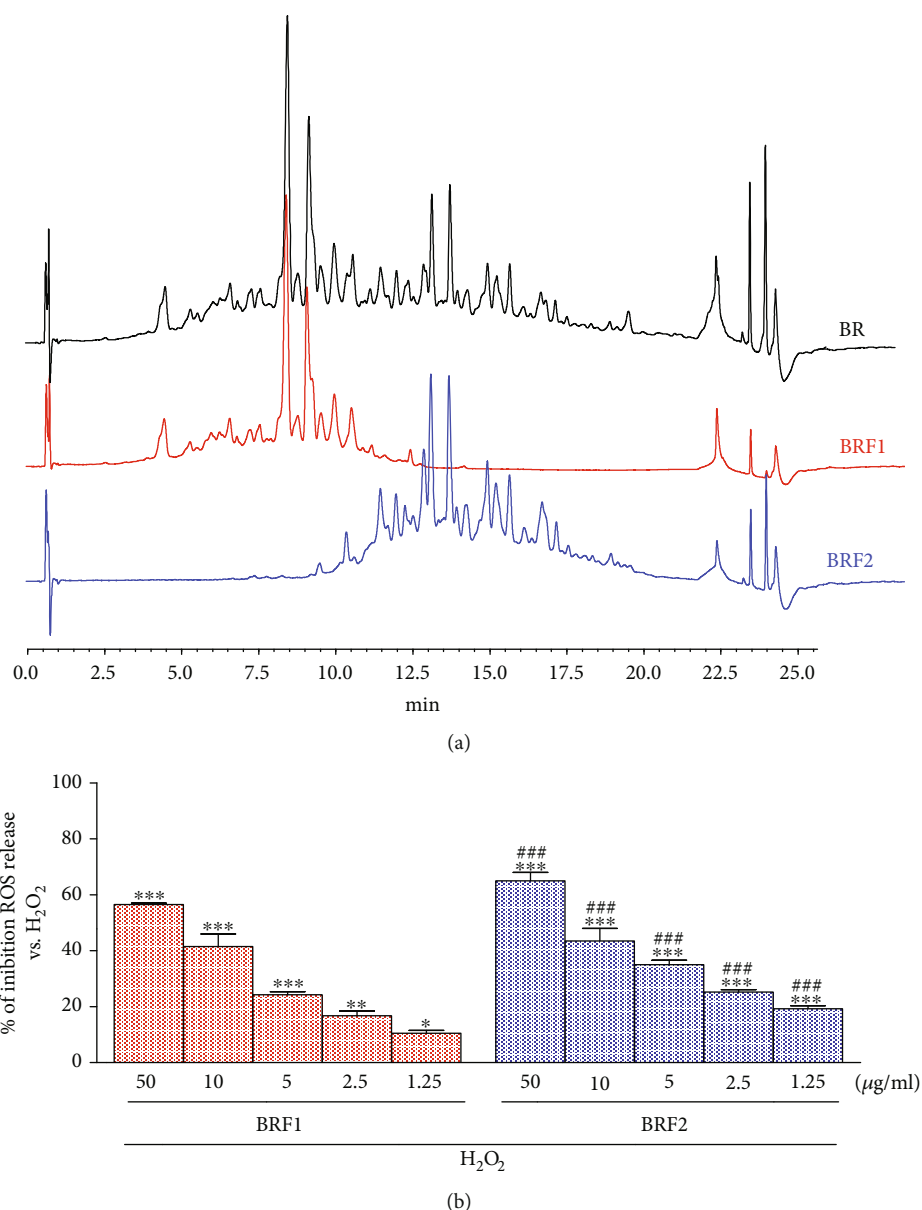 BR
BRF1
BRF2
0.0 2.5 5.0 7.5 10.0 12.5 15.0 17.5 20.0 22.5 25.0
min
(a)
% of inibition ROS release
vs. H₂O₂
100
80
60
40
20
0
*** *** *** ** *
### ### ### ### ###
*** *** *** *** ***
50 10 5 2.5 1.25 50 10 5 2.5 1.25 (μg/ml)
BRF1 BRF2
H₂O₂
(b)